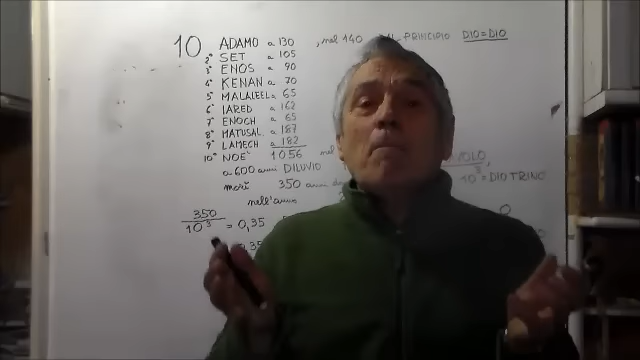 10 ADAMO a 130 , nel 140 AL PRINCIPIO DIO=DIO
2° SET a 105
3° ENOS a 90
4° KENAN a 70
5° MALALEEL a 65
6° IARED a 162
7° ENOCH a 65
8° MATUSAL. a 187
9° LAMECH a 182
10° NOE' 1056 nel
a 600 anni DILUVIO 10³ = DIO TRINO
morì 350 anni
nell'anno
350 / 10³ = 0,35